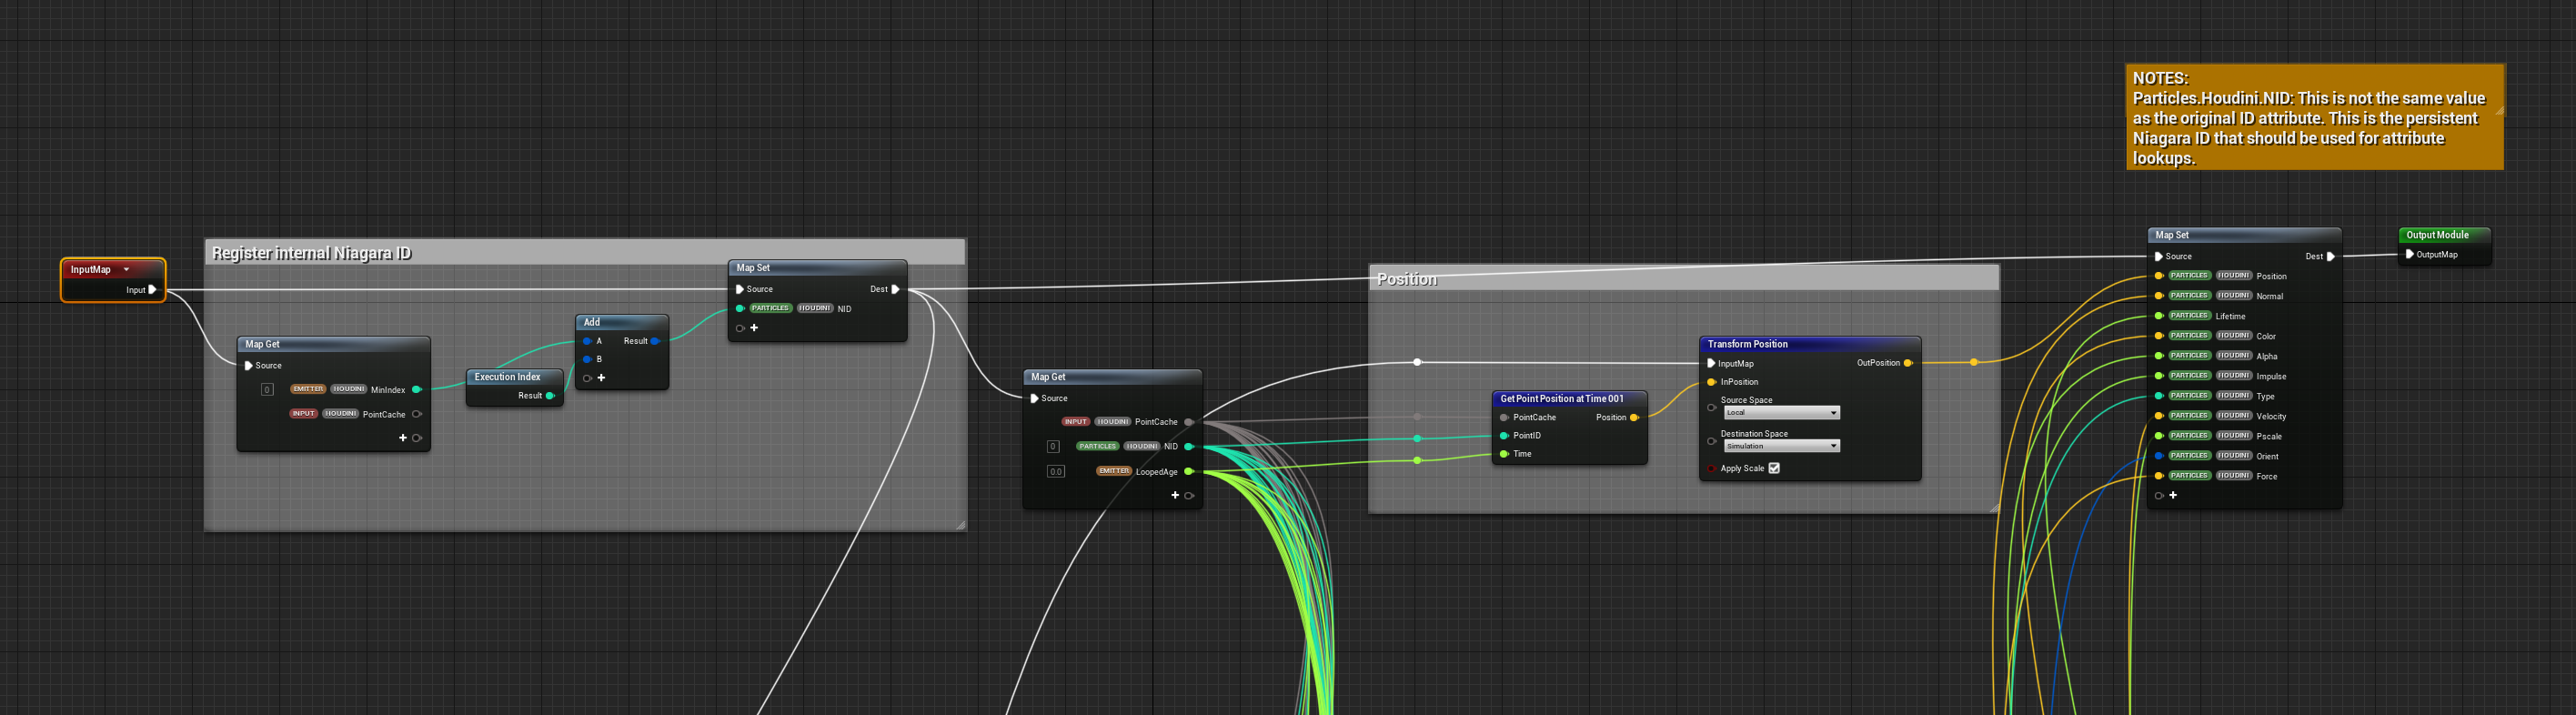 NOTES:
Particles.Houdini.NID: This is not the same value
as the original ID attribute. This is the persistent
Niagara ID that should be used for attribute
lookups.
InputMap
Input
Register internal Niagara ID
Map Get
Source
0 EMITTER HOUDINI MinIndex
INPUT HOUDINI PointCache
Execution Index
Result
Add
A Result
B
Map Set
Source Dest
PARTICLES HOUDINI NID
Map Get
Source
INPUT HOUDINI PointCache
0 PARTICLES HOUDINI NID
0.0 EMITTER LoopedAge
Position
Get Point Position at Time 001
PointCache Position
PointID
Time
Transform Position
InputMap OutPosition
InPosition
Source Space
Local
Destination Space
Simulation
Apply Scale
Map Set
Source Dest
PARTICLES HOUDINI Position
PARTICLES HOUDINI Normal
PARTICLES HOUDINI Lifetime
PARTICLES HOUDINI Color
PARTICLES HOUDINI Alpha
PARTICLES HOUDINI Impulse
PARTICLES HOUDINI Type
PARTICLES HOUDINI Velocity
PARTICLES HOUDINI Pscale
PARTICLES HOUDINI Orient
PARTICLES HOUDINI Force
Output Module
OutputMap